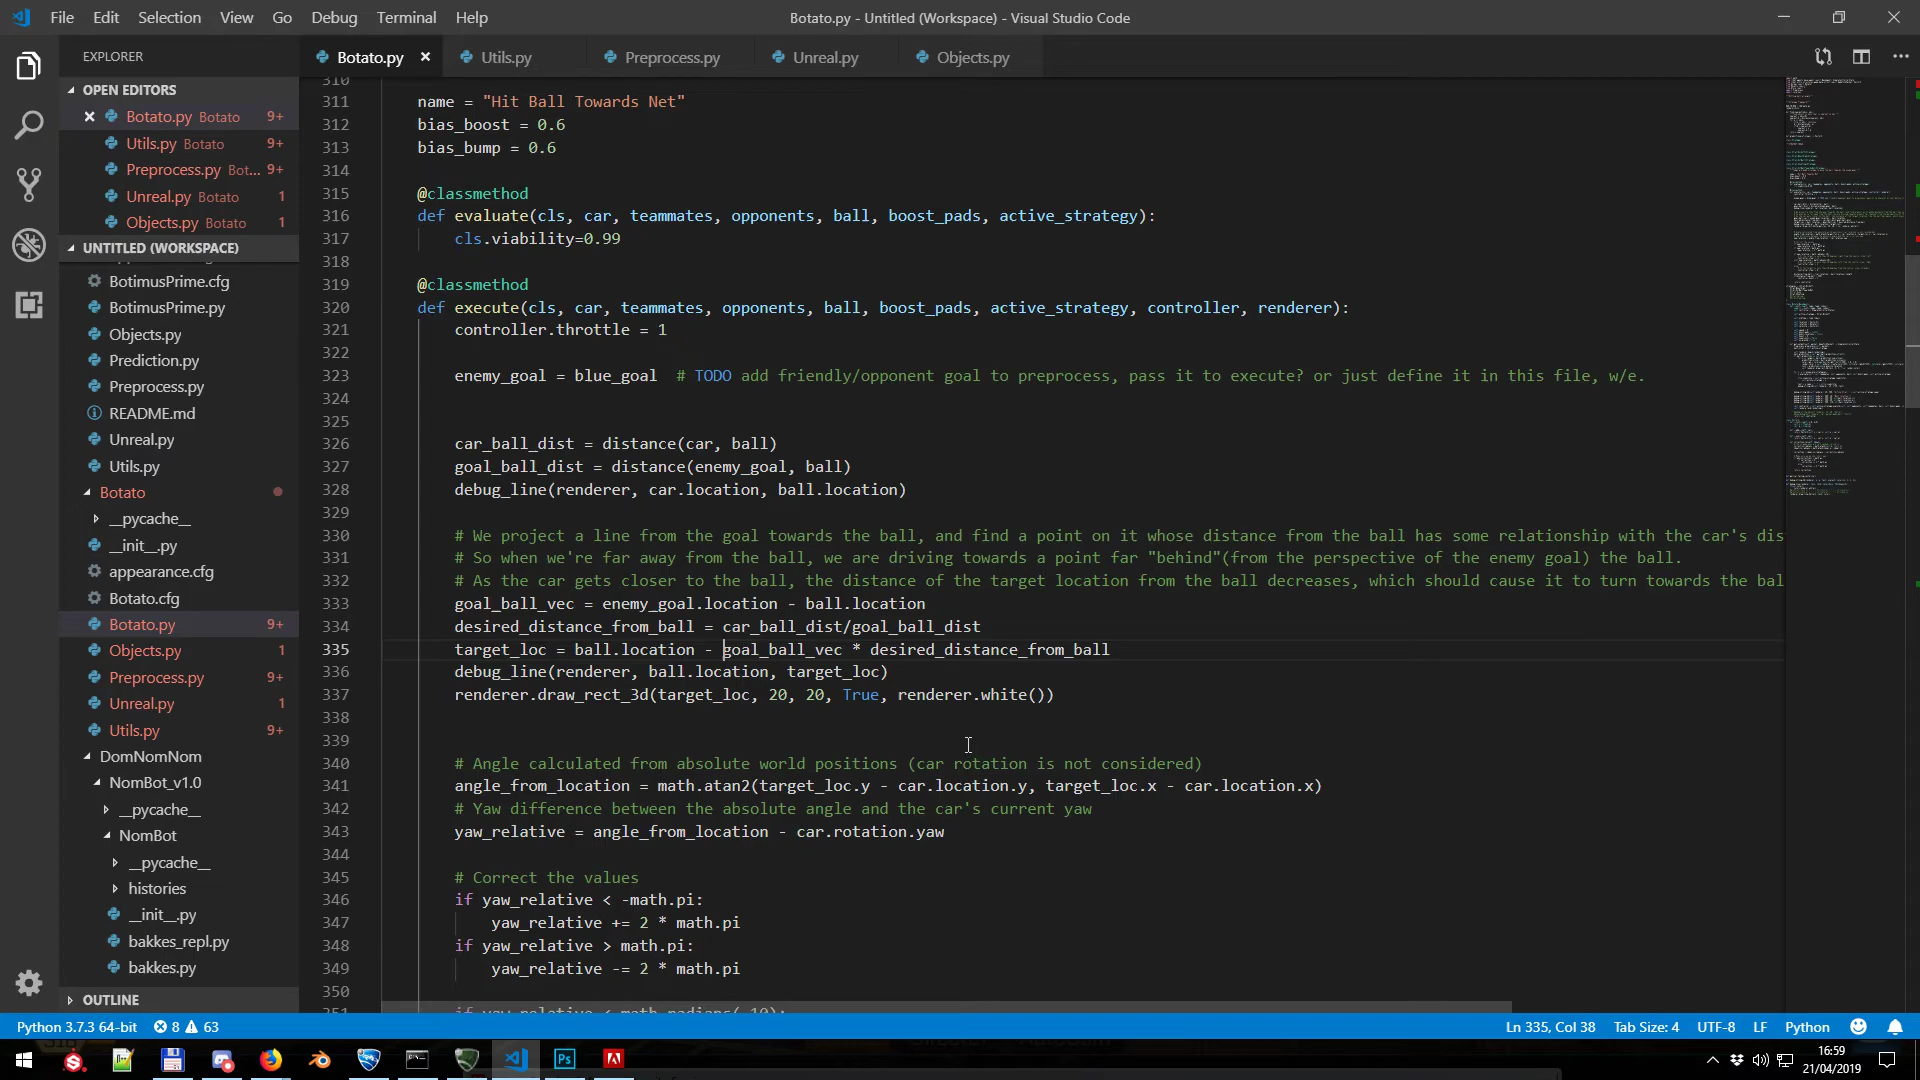 File Edit Selection View Go Debug Terminal Help
Botato.py - Untitled (Workspace) - Visual Studio Code
EXPLORER
OPEN EDITORS
Botato.py Botato 9+
Utils.py Botato 9+
Preprocess.py Bot... 9+
Unreal.py Botato 1
Objects.py Botato 1
UNTITLED (WORKSPACE)
BotimusPrime.cfg
BotimusPrime.py
Objects.py
Prediction.py
Preprocess.py
README.md
Unreal.py
Utils.py
Botato
__pycache__
__init__.py
appearance.cfg
Botato.cfg
Botato.py 9+
Objects.py 1
Preprocess.py 9+
Unreal.py 1
Utils.py 9+
DomNomNom
NomBot_v1.0
__pycache__
NomBot
__pycache__
histories
__init__.py
bakkes_repl.py
bakkes.py
OUTLINE
Botato.py Utils.py Preprocess.py Unreal.py Objects.py
310
311 name = "Hit Ball Towards Net"
312 bias_boost = 0.6
313 bias_bump = 0.6
314
315 @classmethod
316 def evaluate(cls, car, teammates, opponents, ball, boost_pads, active_strategy):
317 cls.viability=0.99
318
319 @classmethod
320 def execute(cls, car, teammates, opponents, ball, boost_pads, active_strategy, controller, renderer):
321 controller.throttle = 1
322
323 enemy_goal = blue_goal # TODO add friendly/opponent goal to preprocess, pass it to execute? or just define it in this file, w/e.
324
325
326 car_ball_dist = distance(car, ball)
327 goal_ball_dist = distance(enemy_goal, ball)
328 debug_line(renderer, car.location, ball.location)
329
330 # We project a line from the goal towards the ball, and find a point on it whose distance from the ball has some relationship with the car's dis
331 # So when we're far away from the ball, we are driving towards a point far "behind"(from the perspective of the enemy goal) the ball.
332 # As the car gets closer to the ball, the distance of the target location from the ball decreases, which should cause it to turn towards the bal
333 goal_ball_vec = enemy_goal.location - ball.location
334 desired_distance_from_ball = car_ball_dist/goal_ball_dist
335 target_loc = ball.location - goal_ball_vec * desired_distance_from_ball
336 debug_line(renderer, ball.location, target_loc)
337 renderer.draw_rect_3d(target_loc, 20, 20, True, renderer.white())
338
339
340 # Angle calculated from absolute world positions (car rotation is not considered)
341 angle_from_location = math.atan2(target_loc.y - car.location.y, target_loc.x - car.location.x)
342 # Yaw difference between the absolute angle and the car's current yaw
343 yaw_relative = angle_from_location - car.rotation.yaw
344
345 # Correct the values
346 if yaw_relative < -math.pi:
347 yaw_relative += 2 * math.pi
348 if yaw_relative > math.pi:
349 yaw_relative -= 2 * math.pi
350
351 if yaw_relative < math.radians(-10):
Python 3.7.3 64-bit 8 63
Ln 335, Col 38 Tab Size: 4 UTF-8 LF Python
Ps
16:59
21/04/2019